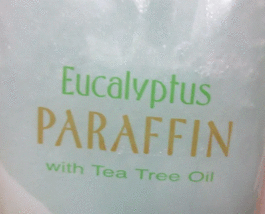 Eucalyptus
PARAFFIN
with Tea Tree Oil